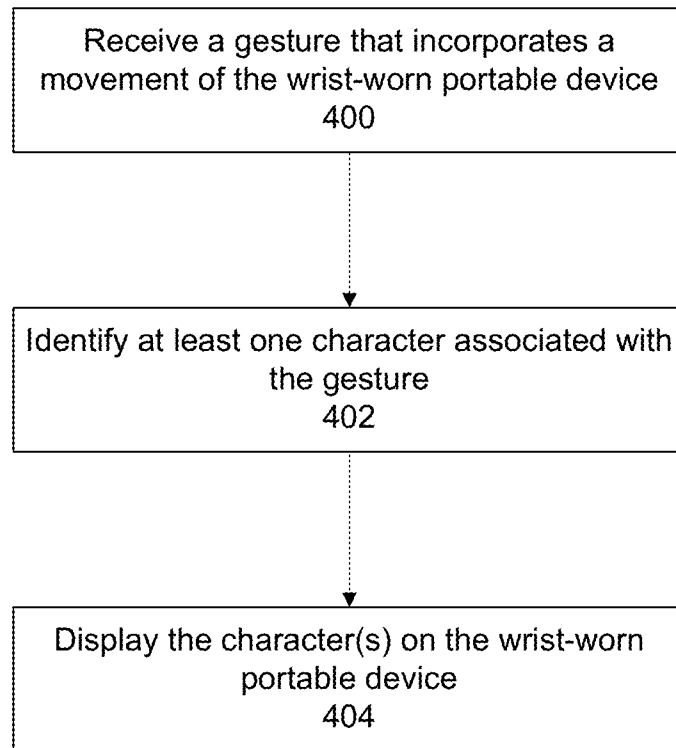 Receive a gesture that incorporates a
movement of the wrist-worn portable device
400
Identify at least one character associated with
the gesture
402
Display the character(s) on the wrist-worn
portable device
404